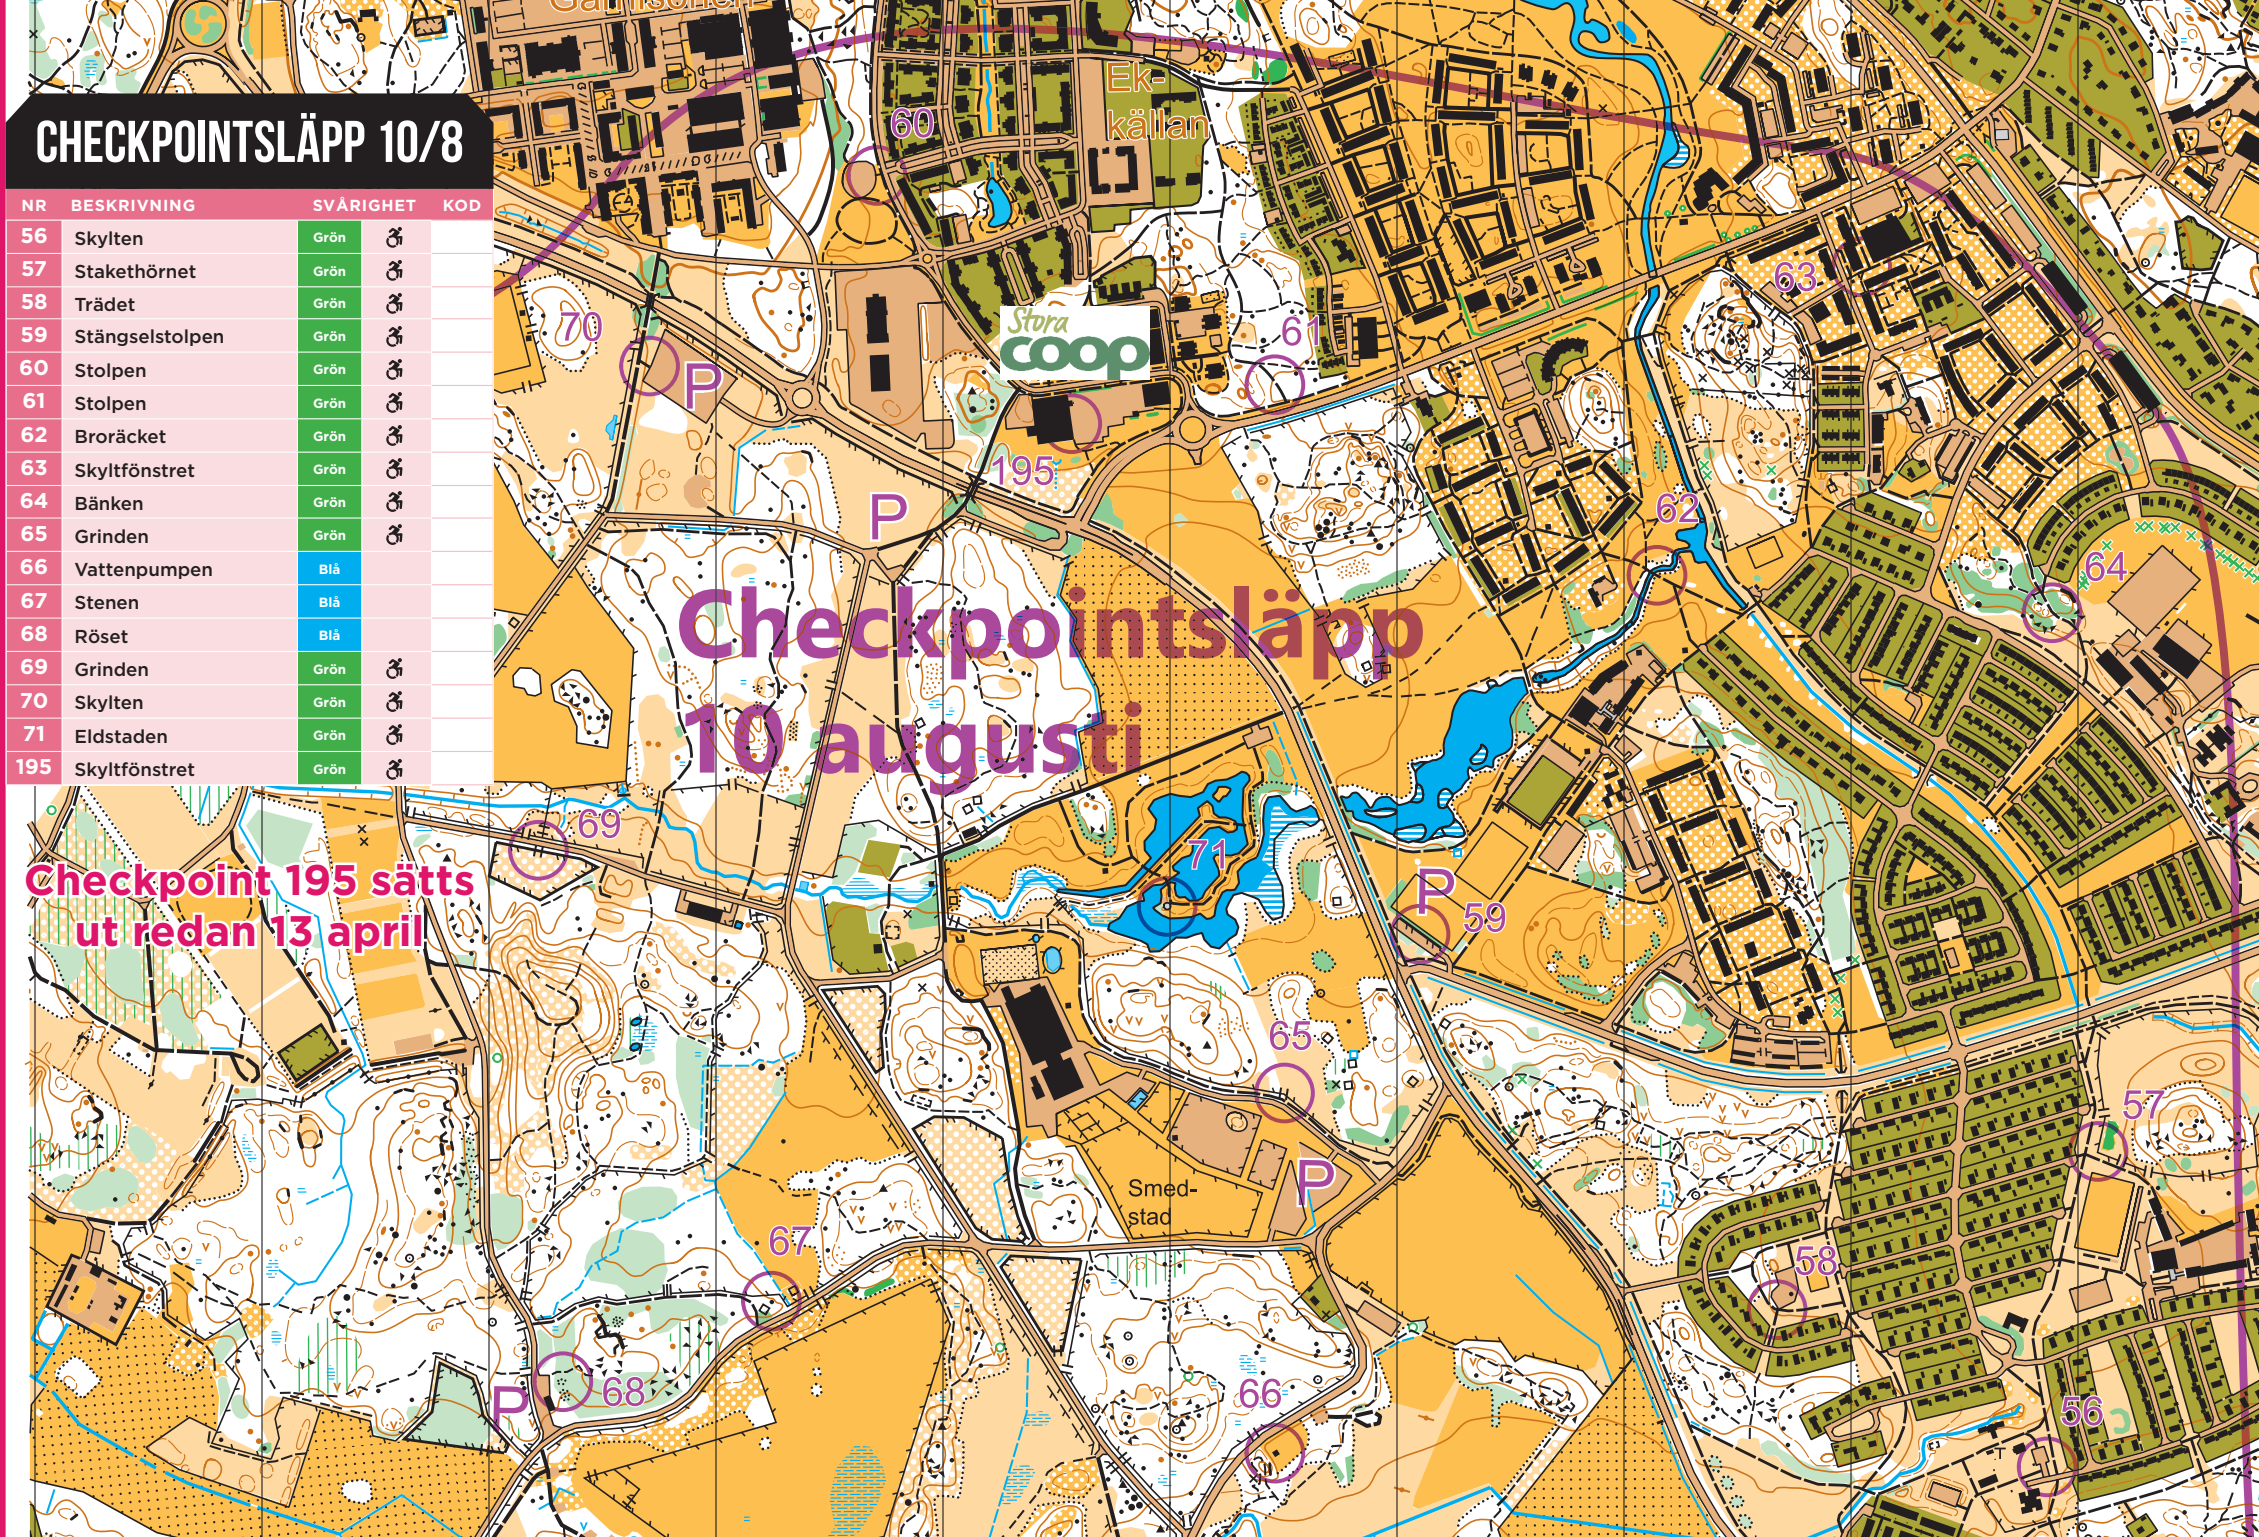 Garnisonen
Ek-
källan
60
CHECKPOINTSLÄPP 10/8
NR BESKRIVNING SVÅRIGHET KOD
56 Skylten Grön
57 Stakethörnet Grön
58 Trädet Grön
59 Stängselstolpen Grön
60 Stolpen Grön
61 Stolpen Grön
62 Broräcket Grön
63 Skyltfönstret Grön
64 Bänken Grön
65 Grinden Grön
66 Vattenpumpen Blå
67 Stenen Blå
68 Röset Blå
69 Grinden Grön
70 Skylten Grön
71 Eldstaden Grön
195 Skyltfönstret Grön
63
70
Stora
coop
61
P
195
P
62
64
Checkpointsläpp
10 augusti
69
71
Checkpoint 195 sätts
ut redan 13 april
P
59
65
57
P
Smed-
stad
67
58
68
P
66
56